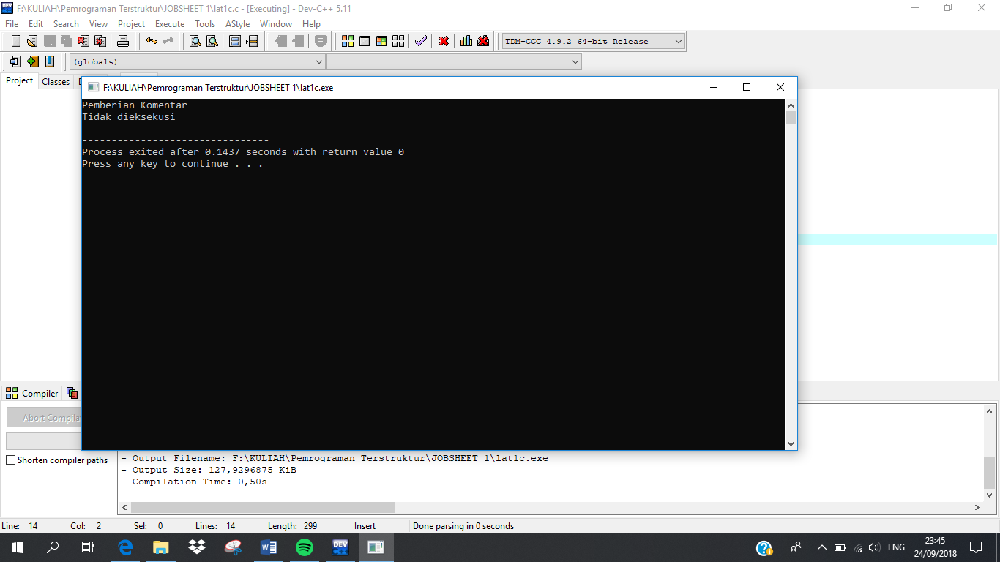 F:\KULIAH\Pemrograman Terstruktur\JOBSHEET 1\lat1c.c - [Executing] - Dev-C++ 5.11
File Edit Search View Project Execute Tools AStyle Window Help
TDM-GCC 4.9.2 64-bit Release
(globals)
Project Classes
F:\KULIAH\Pemrograman Terstruktur\JOBSHEET 1\lat1c.exe
Pemberian Komentar
Tidak dieksekusi
--------------------------------
Process exited after 0.1437 seconds with return value 0
Press any key to continue . . .
Compiler
Abort
Shorten compiler paths
- Output Filename: F:\KULIAH\Pemrograman Terstruktur\JOBSHEET 1\lat1c.exe
- Output Size: 127,9296875 KiB
- Compilation Time: 0,50s
Line: 14 Col: 2 Sel: 0 Lines: 14 Length: 299 Insert Done parsing in 0 seconds
DEV
ENG
23:45
24/09/2018